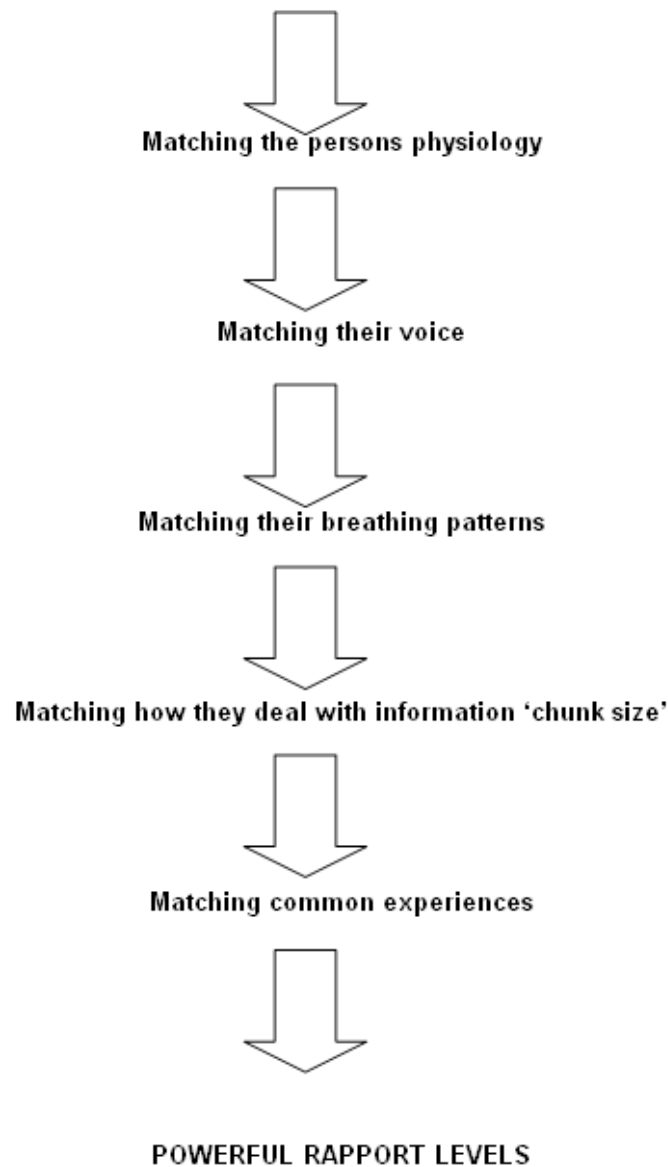 Matching the persons physiology
Matching their voice
Matching their breathing patterns
Matching how they deal with information ‘chunk size’
Matching common experiences
POWERFUL RAPPORT LEVELS